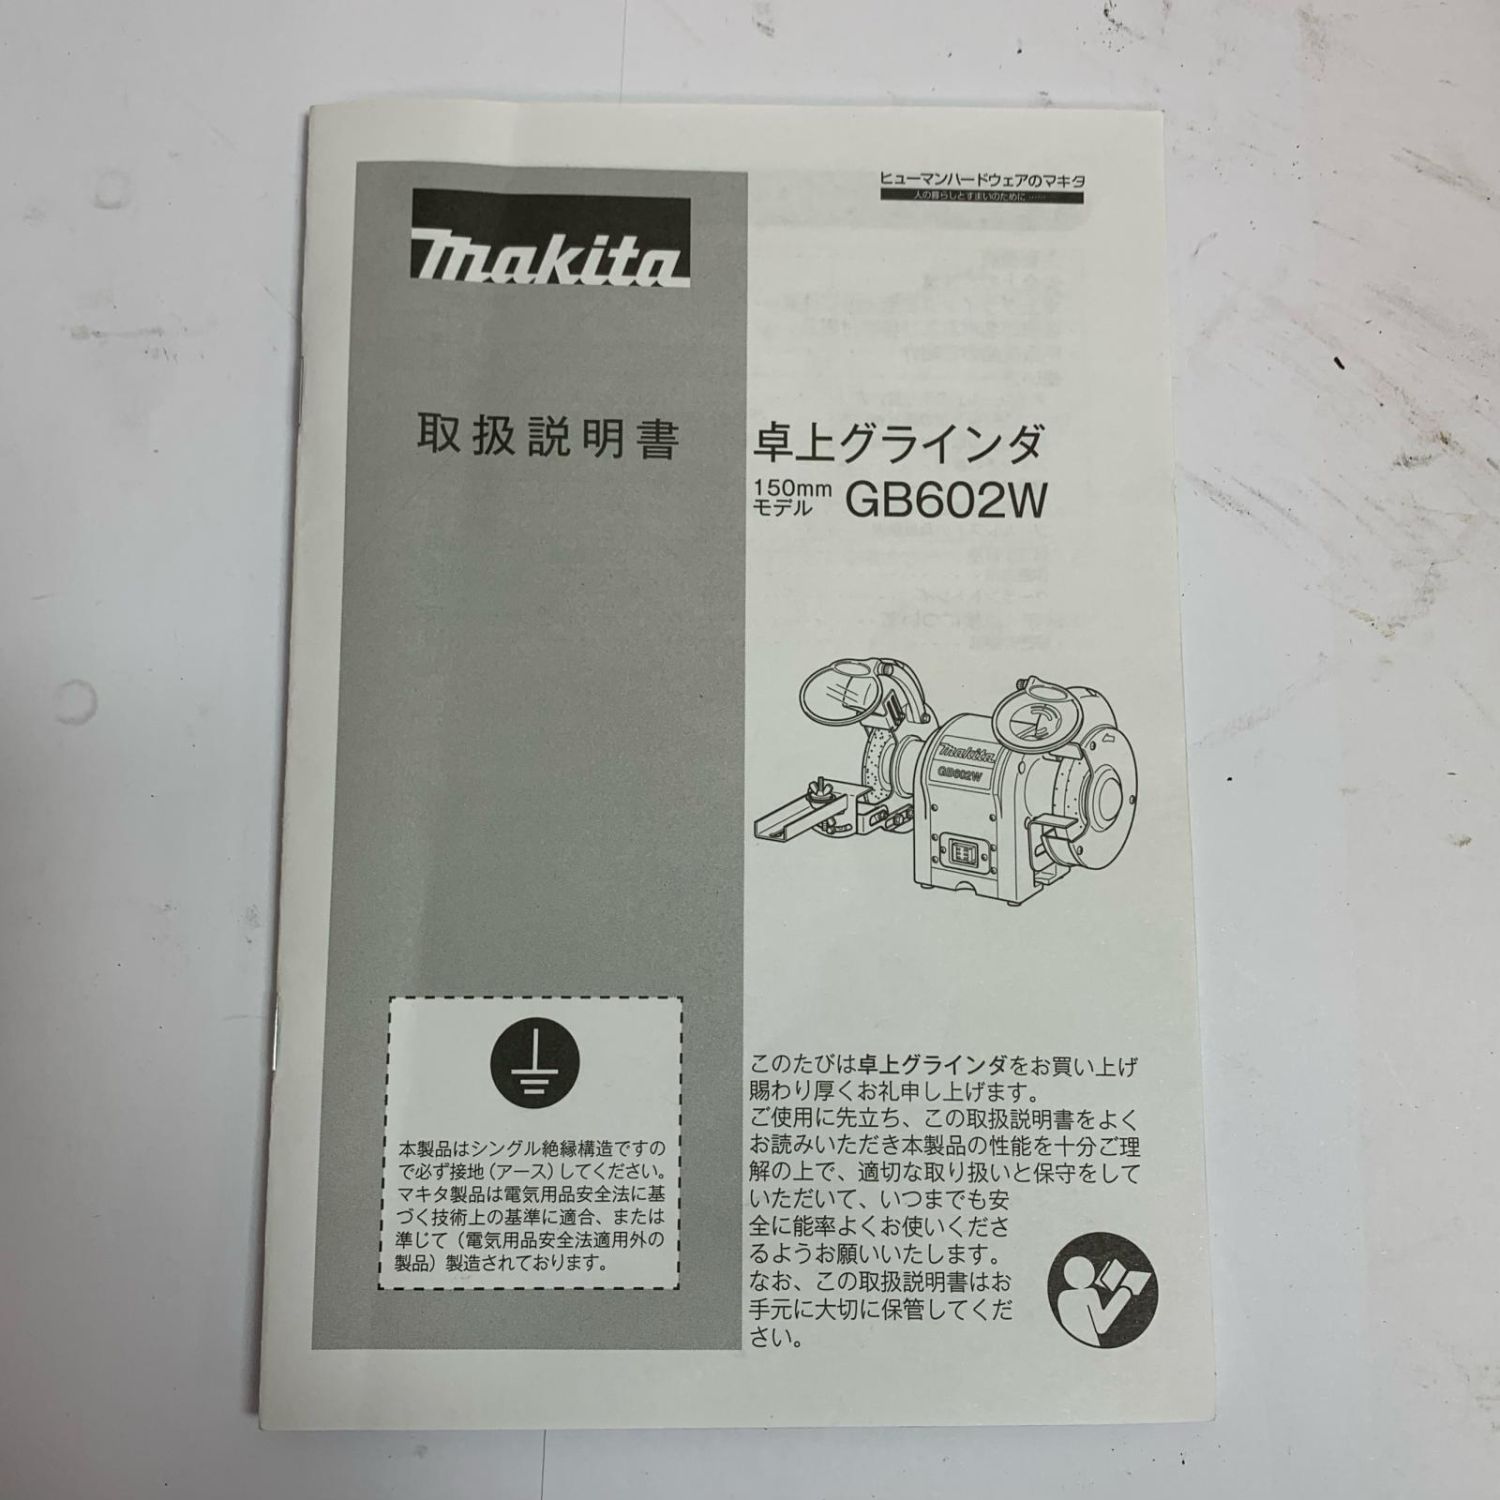 ヒューマンハードウェアのマキタ
人の暮らしとすまいのために……
makita
取扱説明書
卓上グラインダ
150mm
モデル GB602W
makita
GB602W
本製品はシングル絶縁構造ですの
で必ず接地（アース）してください。
マキタ製品は電気用品安全法に基
づく技術上の基準に適合、または
準じて（電気用品安全法適用外の
製品）製造されております。
このたびは卓上グラインダをお買い上げ
賜わり厚くお礼申し上げます。
ご使用に先立ち、この取扱説明書をよく
お読みいただき本製品の性能を十分ご理
解の上で、適切な取り扱いと保守をして
いただいて、いつまでも安
全に能率よくお使いくださ
るようお願いいたします。
なお、この取扱説明書はお
手元に大切に保管してくだ
さい。